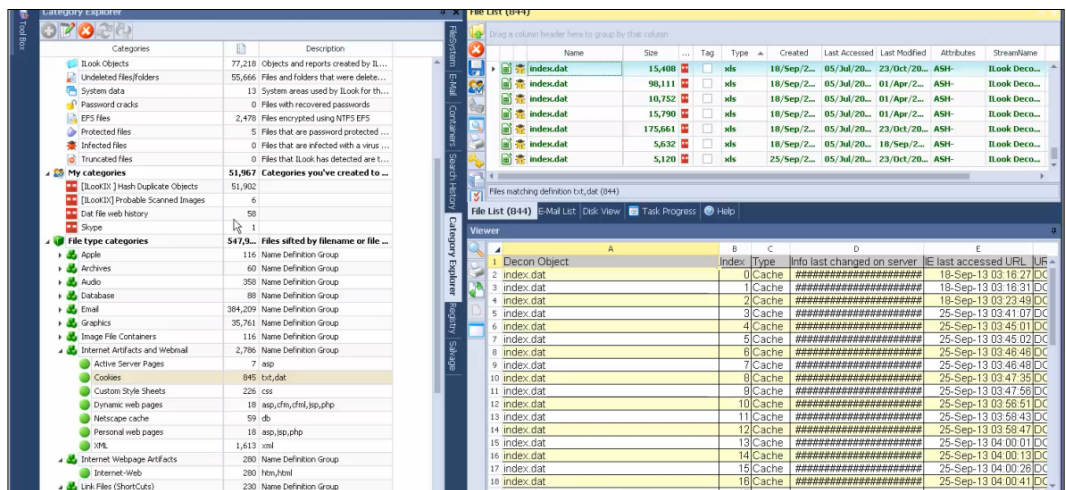 Category Explorer
Tool Box
Categories Description
ILook Objects 77,218 Objects and reports created by IL...
Undeleted files/folders 55,666 Files and folders that were delete...
System data 13 System areas used by ILook for th...
Password cracks 0 Files with recovered passwords
EFS files 2,478 Files encrypted using NTFS EFS
Protected files 5 Files that are password protected ...
Infected files 0 Files that are infected with a virus ...
Truncated files 0 Files that ILook has detected are t...
My categories 51,967 Categories you've created to ...
[ILooKIX ] Hash Duplicate Objects 51,902
[ILooKIX] Probable Scanned Images 6
Dat file web history 58
Skype 1
File type categories 547,9... Files sifted by filename or file ...
Apple 116 Name Definition Group
Archives 60 Name Definition Group
Audio 358 Name Definition Group
Database 88 Name Definition Group
Email 384,209 Name Definition Group
Graphics 35,761 Name Definition Group
Image File Containers 116 Name Definition Group
Internet Artifacts and Webmail 2,786 Name Definition Group
Active Server Pages 7 asp
Cookies 845 txt,dat
Custom Style Sheets 226 css
Dynamic web pages 18 asp,cfm,cfml,jsp,php
Netscape cache 59 db
Personal web pages 18 asp,jsp,php
XML 1,613 xml
Internet Webpage Artifacts 280 Name Definition Group
Internet-Web 280 htm,html
Link Files (ShortCuts) 230 Name Definition Group
FileSystem
E-Mail
Containers
Search History
Category Explorer
Registry
Salvage
File List (844)
Drag a column header here to group by that column
Name Size ... Tag Type Created Last Accessed Last Modified Attributes StreamName
index.dat 15,408 xls 18/Sep/2... 05/Jul/20... 23/Oct/20... ASH- ILook Deco...
index.dat 98,111 xls 18/Sep/2... 05/Jul/20... 01/Apr/2... ASH- ILook Deco...
index.dat 10,752 xls 18/Sep/2... 05/Jul/20... 01/Apr/2... ASH- ILook Deco...
index.dat 15,790 xls 18/Sep/2... 05/Jul/20... 01/Apr/2... ASH- ILook Deco...
index.dat 175,661 xls 18/Sep/2... 05/Jul/20... 23/Oct/20... ASH- ILook Deco...
index.dat 5,632 xls 18/Sep/2... 05/Jul/20... 18/Sep/2... ASH- ILook Deco...
index.dat 5,120 xls 25/Sep/2... 05/Jul/20... 23/Oct/20... ASH- ILook Deco...
Files matching definition txt,dat (844)
File List (844) E-Mail List Disk View Task Progress Help
Viewer
A B C D E
1 Decon Object Index Type Info last changed on server IE last accessed URL UR
2 index.dat 0 Cache ###################### 18-Sep-13 03:16:27 DC
3 index.dat 1 Cache ###################### 18-Sep-13 03:16:31 DC
4 index.dat 2 Cache ###################### 18-Sep-13 03:23:49 DC
5 index.dat 3 Cache ###################### 25-Sep-13 03:41:07 DC
6 index.dat 4 Cache ###################### 25-Sep-13 03:45:01 DC
7 index.dat 5 Cache ###################### 25-Sep-13 03:45:02 DC
8 index.dat 6 Cache ###################### 25-Sep-13 03:46:46 DC
9 index.dat 7 Cache ###################### 25-Sep-13 03:46:48 DC
10 index.dat 8 Cache ###################### 25-Sep-13 03:47:35 DC
11 index.dat 9 Cache ###################### 25-Sep-13 03:47:56 DC
12 index.dat 10 Cache ###################### 25-Sep-13 03:56:51 DC
13 index.dat 11 Cache ###################### 25-Sep-13 03:58:43 DC
14 index.dat 12 Cache ###################### 25-Sep-13 03:58:47 DC
15 index.dat 13 Cache ###################### 25-Sep-13 04:00:01 DC
16 index.dat 14 Cache ###################### 25-Sep-13 04:00:13 DC
17 index.dat 15 Cache ###################### 25-Sep-13 04:00:26 DC
18 index.dat 16 Cache ###################### 25-Sep-13 04:00:41 DC